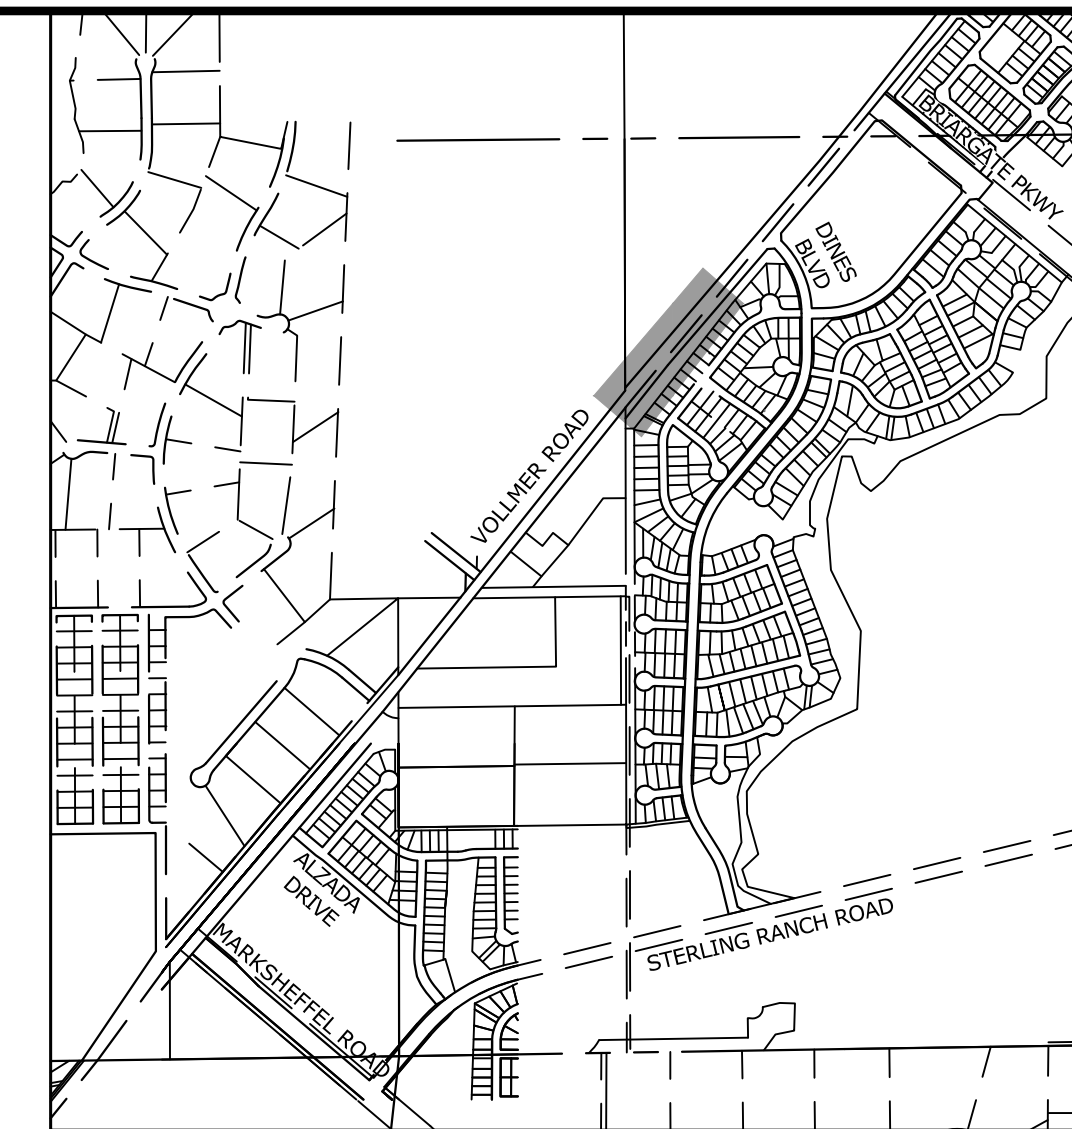 BRIARGATE PKWY
DINES
BLVD
VOLLMER ROAD
ALZADA
DRIVE
STERLING RANCH ROAD
MARKSHEFFEL ROAD